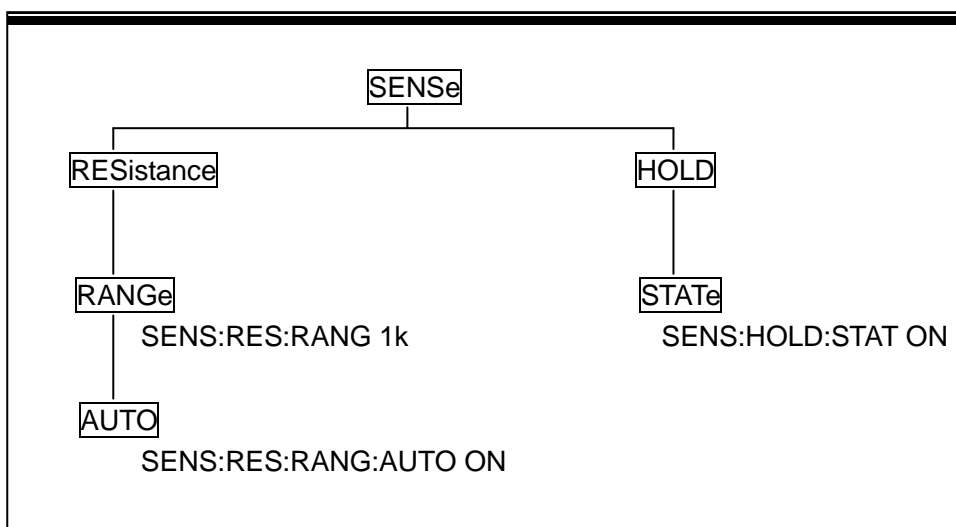 SENSe
RESistance
HOLD
RANGe
STATe
SENS:RES:RANG 1k
SENS:HOLD:STAT ON
AUTO
SENS:RES:RANG:AUTO ON